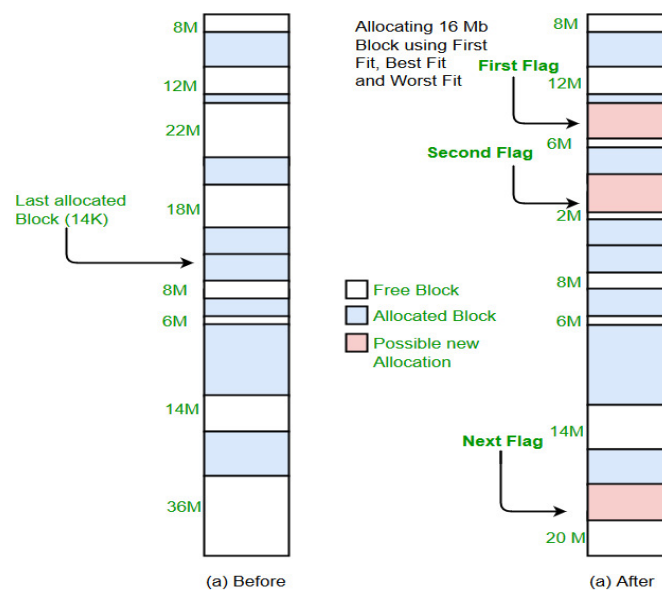 8M
12M
22M
Last allocated
Block (14K)
18M
8M
6M
14M
36M
(a) Before
Allocating 16 Mb
Block using First
Fit, Best Fit
and Worst Fit
First Flag
Second Flag
Free Block
Allocated Block
Possible new
Allocation
Next Flag
8M
12M
6M
2M
8M
6M
14M
20 M
(a) After